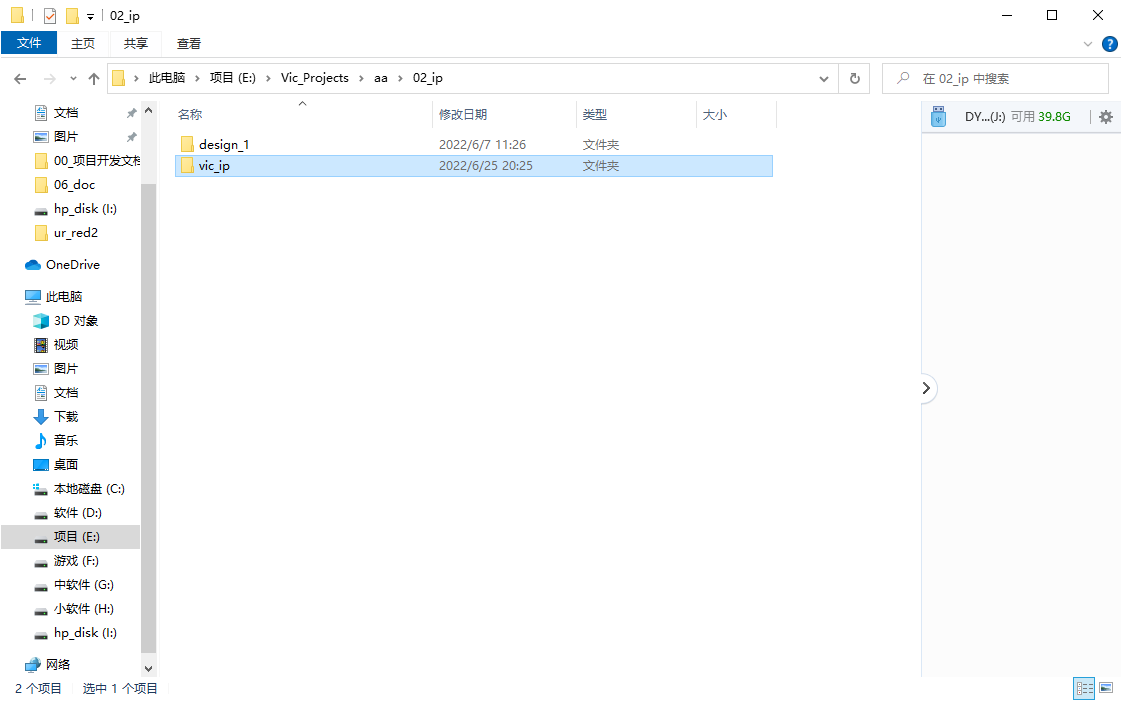 02_ip
文件 主页 共享 查看
此电脑 项目 (E:) Vic_Projects aa 02_ip
在 02_ip 中搜索
文档
图片
00_项目开发文档
06_doc
hp_disk (I:)
ur_red2
OneDrive
此电脑
3D 对象
视频
图片
文档
下载
音乐
桌面
本地磁盘 (C:)
软件 (D:)
项目 (E:)
游戏 (F:)
中软件 (G:)
小软件 (H:)
hp_disk (I:)
网络
名称 修改日期 类型 大小
design_1 2022/6/7 11:26 文件夹
vic_ip 2022/6/25 20:25 文件夹
DY...(J:) 可用 39.8G
2 个项目 选中 1 个项目